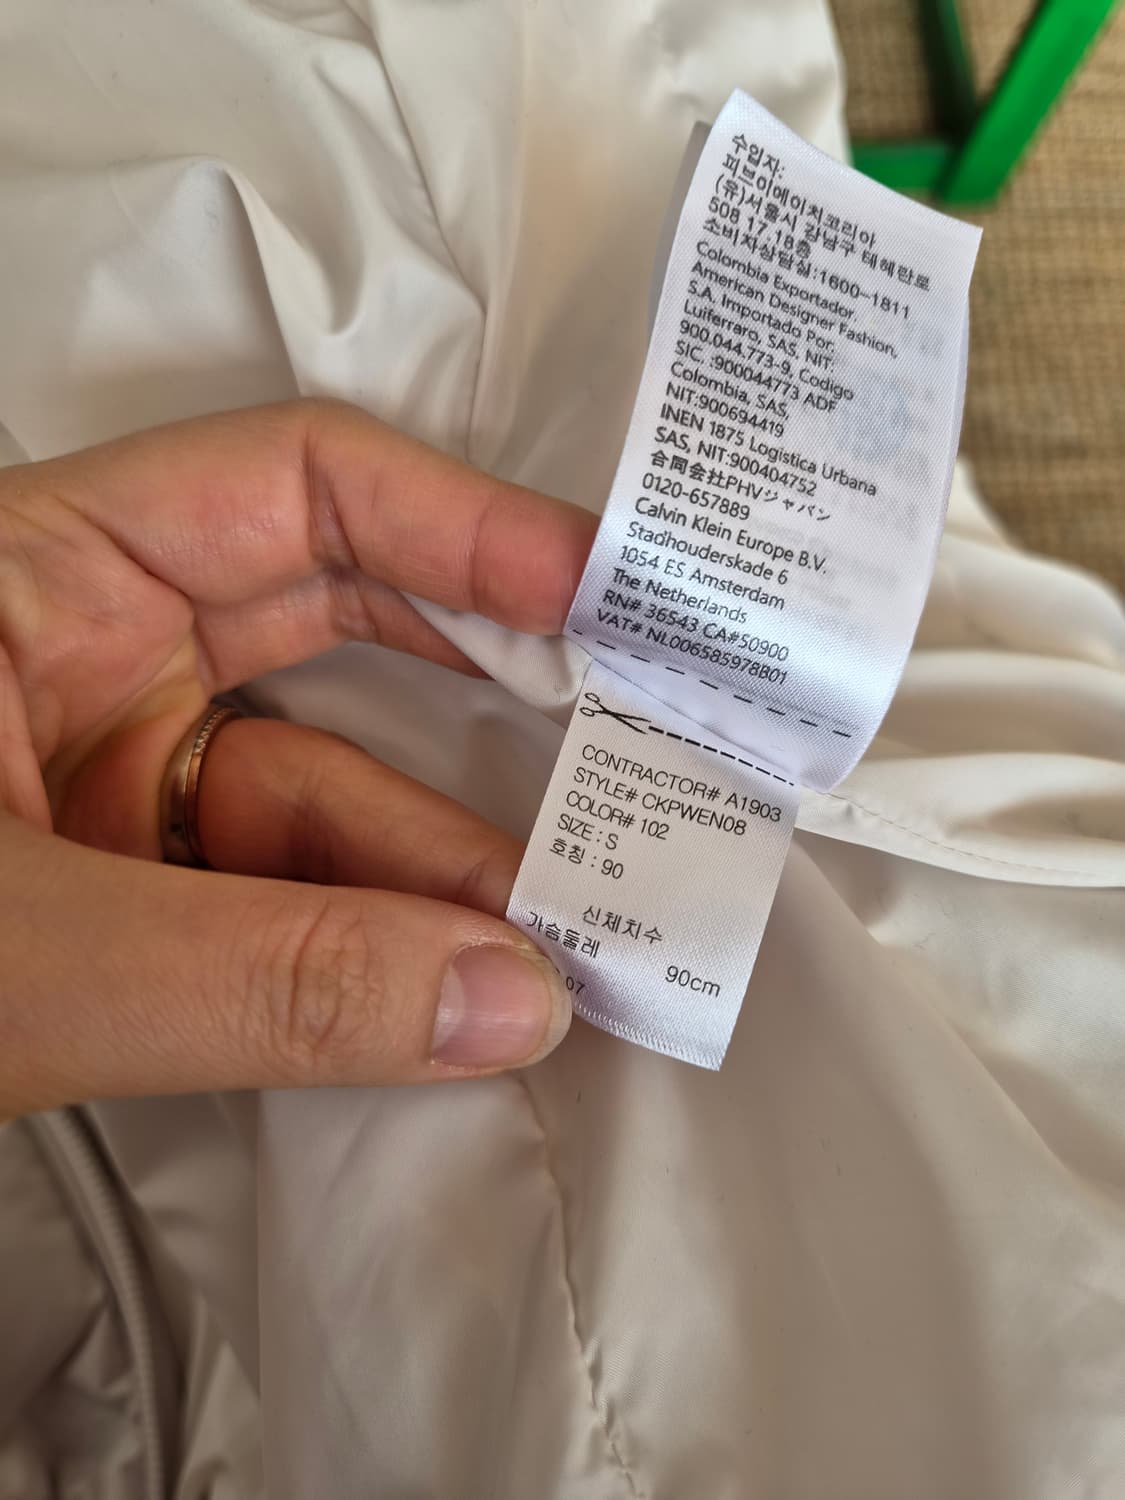 수입자:
피브이에이치코리아
(유)서울시 강남구 테헤란로
508 17,18층
소비자상담실:1600-1811
Colombia Exportador,
American Designer Fashion,
S.A. Importado Por:
Luiferraro, SAS, NIT:
900.044.773-9, Codigo
SIC. :900044773 ADF
Colombia, SAS,
NIT:900694419
INEN 1875 Logistica Urbana
SAS, NIT:900404752
合同会社PHVジャパン
0120-657889
Calvin Klein Europe B.V.
Stadhouderskade 6
1054 ES Amsterdam
The Netherlands
RN# 36543 CA#50900
VAT# NL006585978B01
CONTRACTOR# A1903
STYLE# CKPWEN08
COLOR# 102
SIZE : S
호칭 : 90
신체치수
가슴둘레
90cm
07